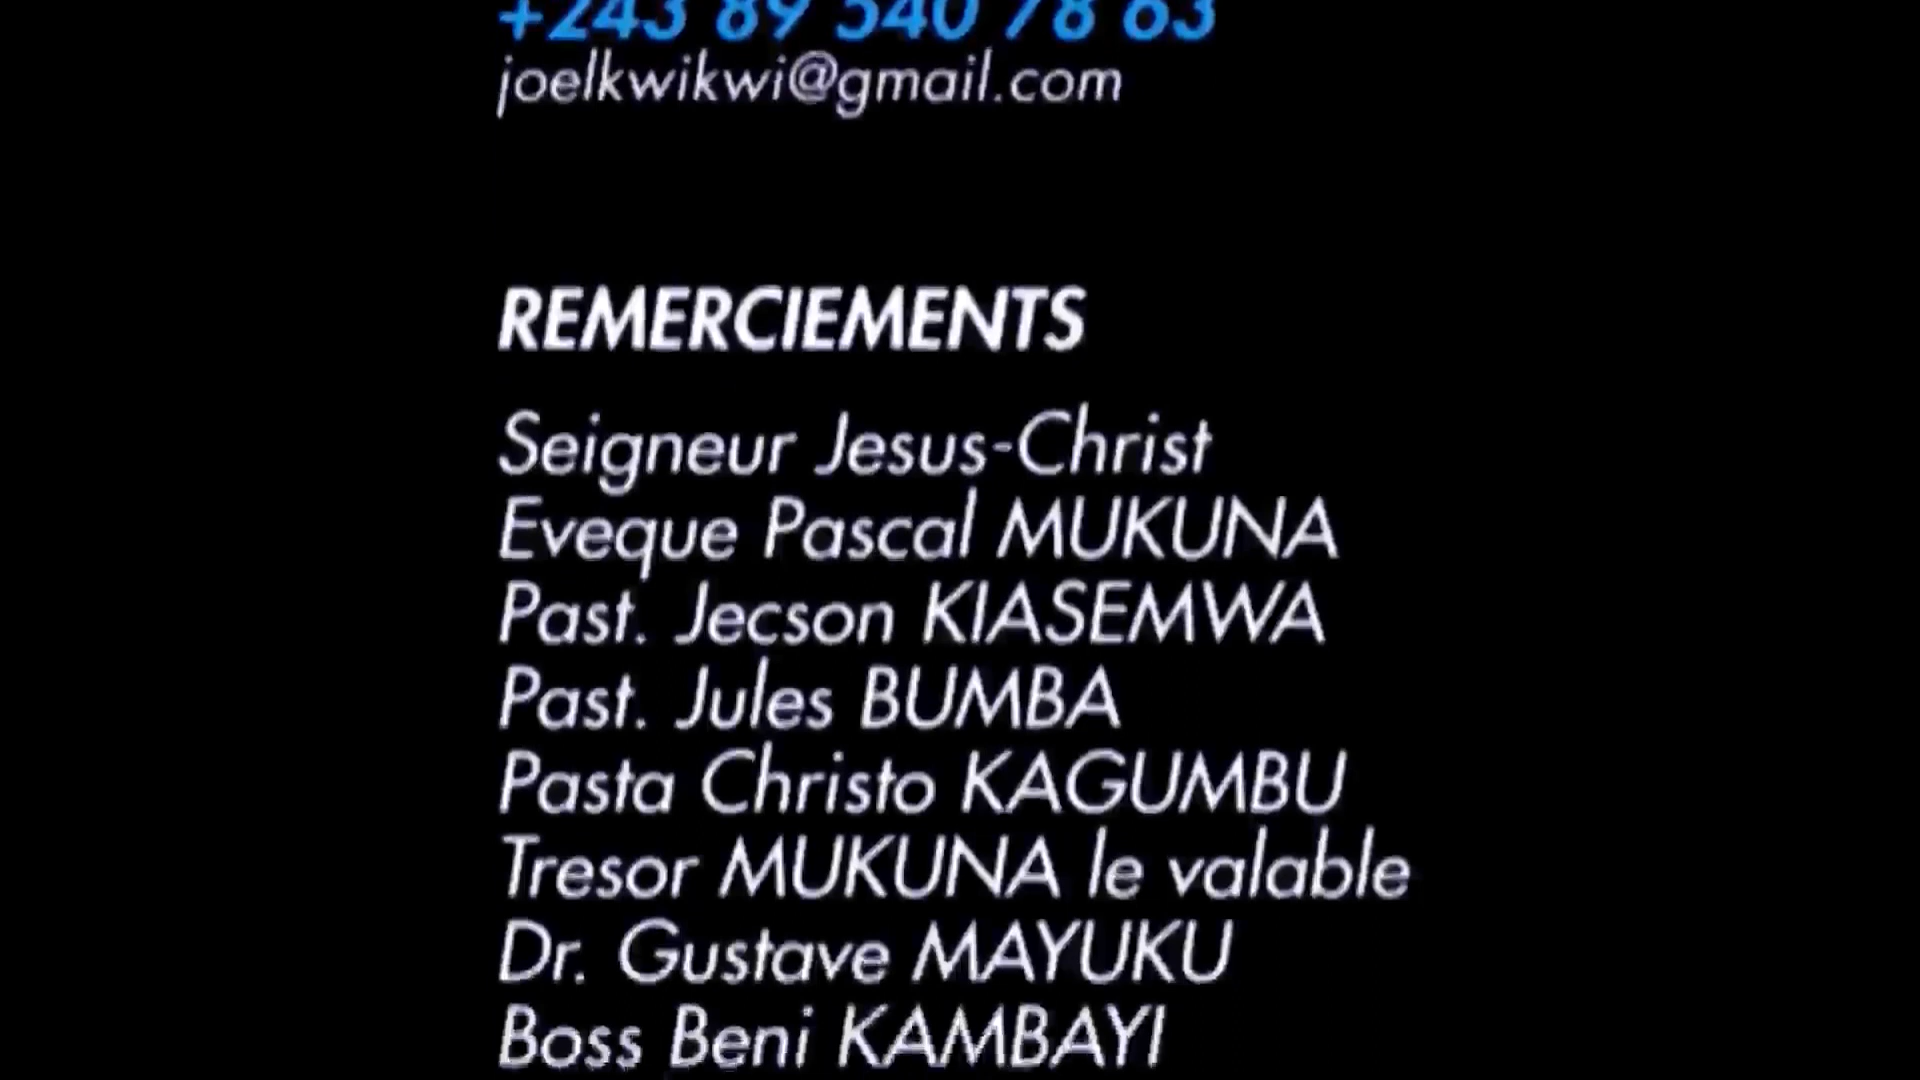 +243 89 540 78 63
joelkwikwi@gmail.com
REMERCIEMENTS
Seigneur Jesus-Christ
Eveque Pascal MUKUNA
Past. Jecson KIASEMWA
Past. Jules BUMBA
Pasta Christo KAGUMBU
Tresor MUKUNA le valable
Dr. Gustave MAYUKU
Boss Beni KAMBAYI